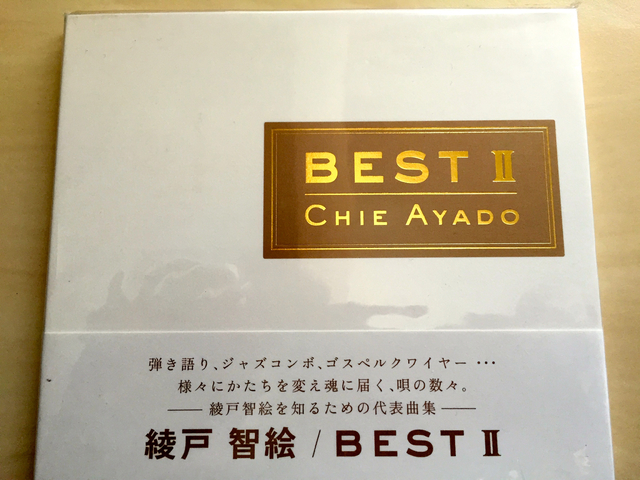 BEST II
CHIE AYADO
弾き語り、ジャズコンボ、ゴスペルクワイヤー・・・
様々にかたちを変え魂に届く、唄の数々。
綾戸智絵を知るための代表曲集
綾戸 智絵 / BEST II